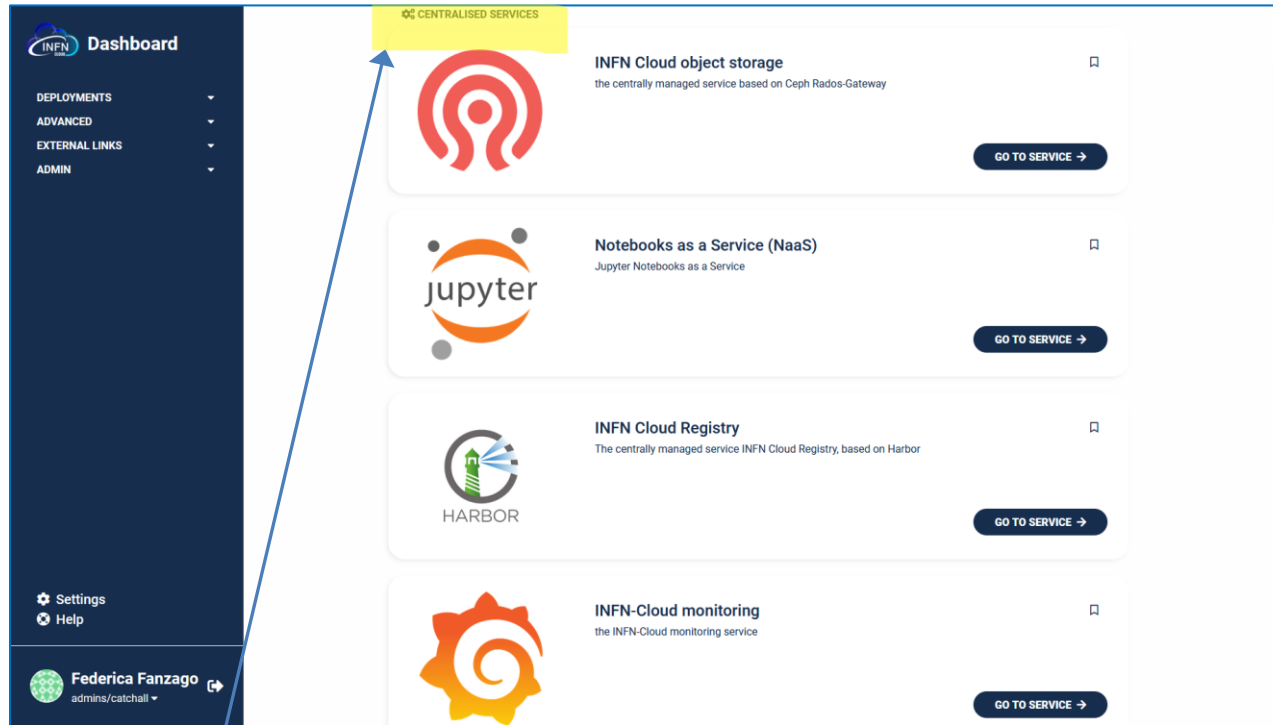 CENTRALISED SERVICES
INFN
CLOUD
Dashboard
DEPLOYMENTS
ADVANCED
EXTERNAL LINKS
ADMIN
Settings
Help
Federica Fanzago
admins/catchall
INFN Cloud object storage
the centrally managed service based on Ceph Rados-Gateway
GO TO SERVICE →
jupyter
Notebooks as a Service (NaaS)
Jupyter Notebooks as a Service
GO TO SERVICE →
HARBOR
INFN Cloud Registry
The centrally managed service INFN Cloud Registry, based on Harbor
GO TO SERVICE →
INFN-Cloud monitoring
the INFN-Cloud monitoring service
GO TO SERVICE →